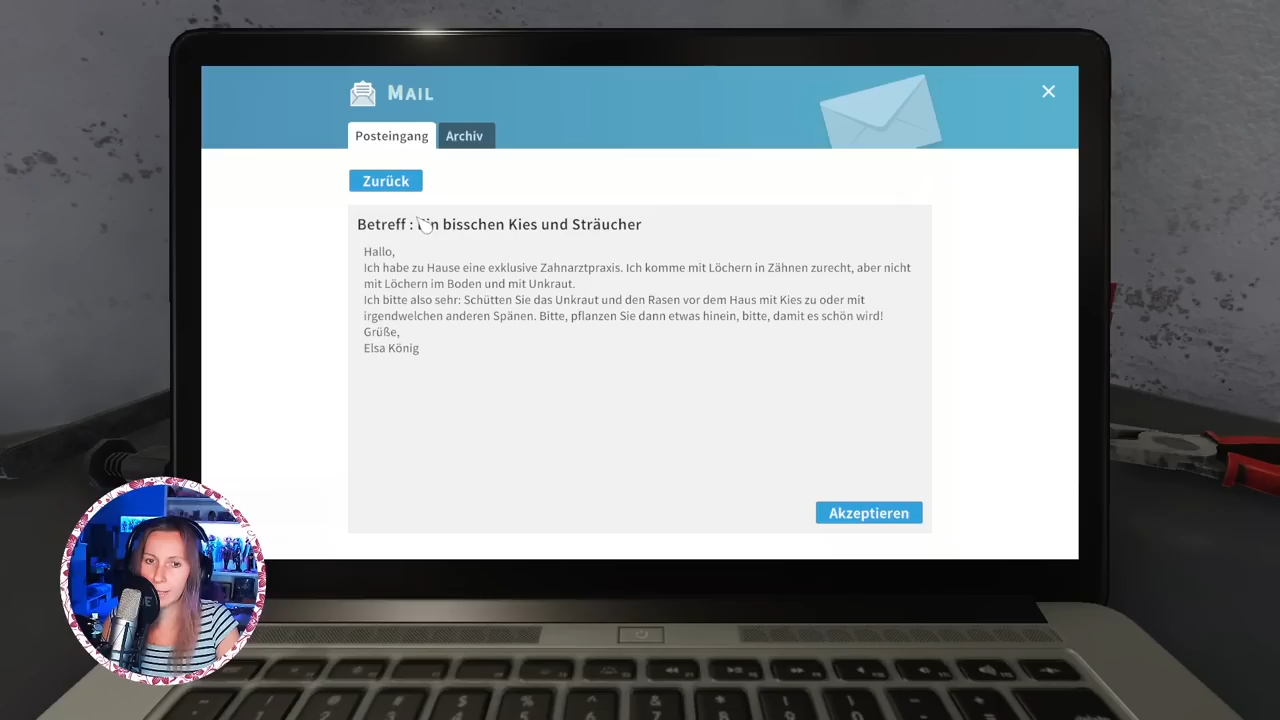 MAIL
Posteingang
Archiv
Zurück
Betreff : Ein bisschen Kies und Sträucher
Hallo,
Ich habe zu Hause eine exklusive Zahnarztpraxis. Ich komme mit Löchern in Zähnen zurecht, aber nicht
mit Löchern im Boden und mit Unkraut.
Ich bitte also sehr: Schütten Sie das Unkraut und den Rasen vor dem Haus mit Kies zu oder mit
irgendwelchen anderen Spänen. Bitte, pflanzen Sie dann etwas hinein, bitte, damit es schön wird!
Grüße,
Elsa König
Akzeptieren